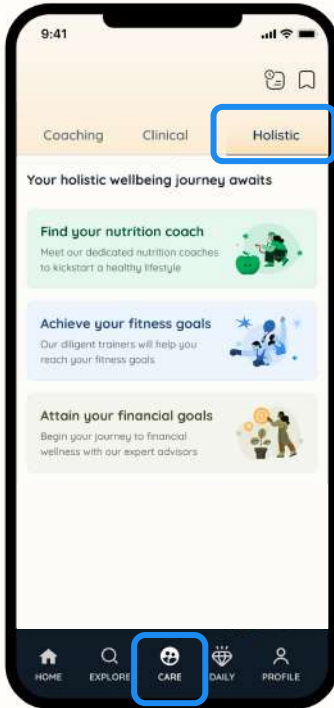 9:41
Coaching Clinical Holistic
Your holistic wellbeing journey awaits
Find your nutrition coach
Meet our dedicated nutrition coaches
to kickstart a healthy lifestyle
Achieve your fitness goals
Our diligent trainers will help you
reach your fitness goals
Attain your financial goals
Begin your journey to financial
wellness with our expert advisors
HOME EXPLORE CARE DAILY PROFILE